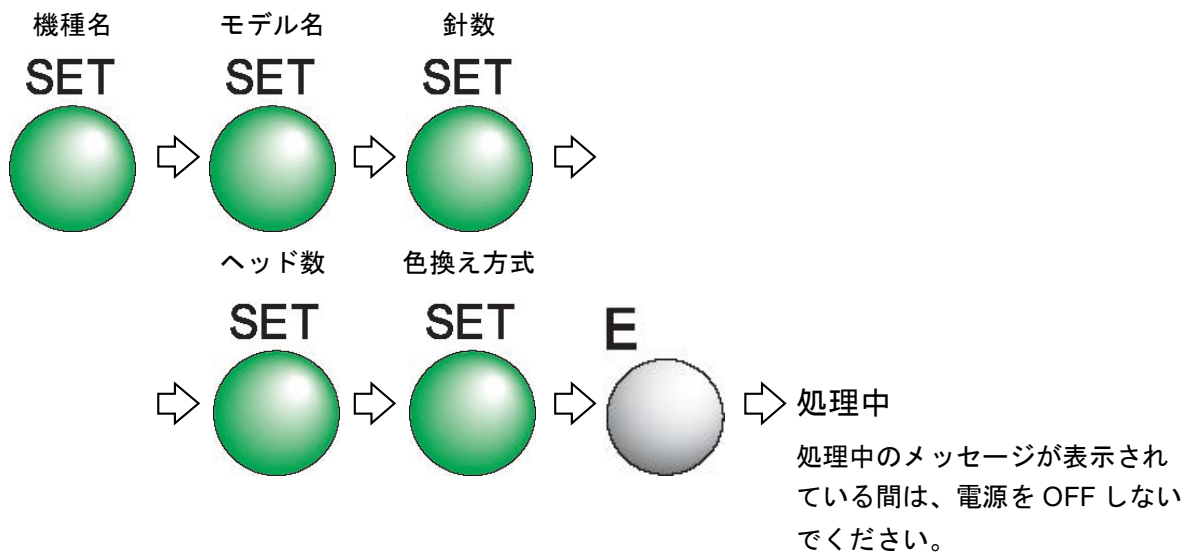 機種名 モデル名 針数
SET SET SET
ヘッド数 色換え方式
SET SET E
処理中
処理中のメッセージが表示され
ている間は、電源を OFF しない
でください。